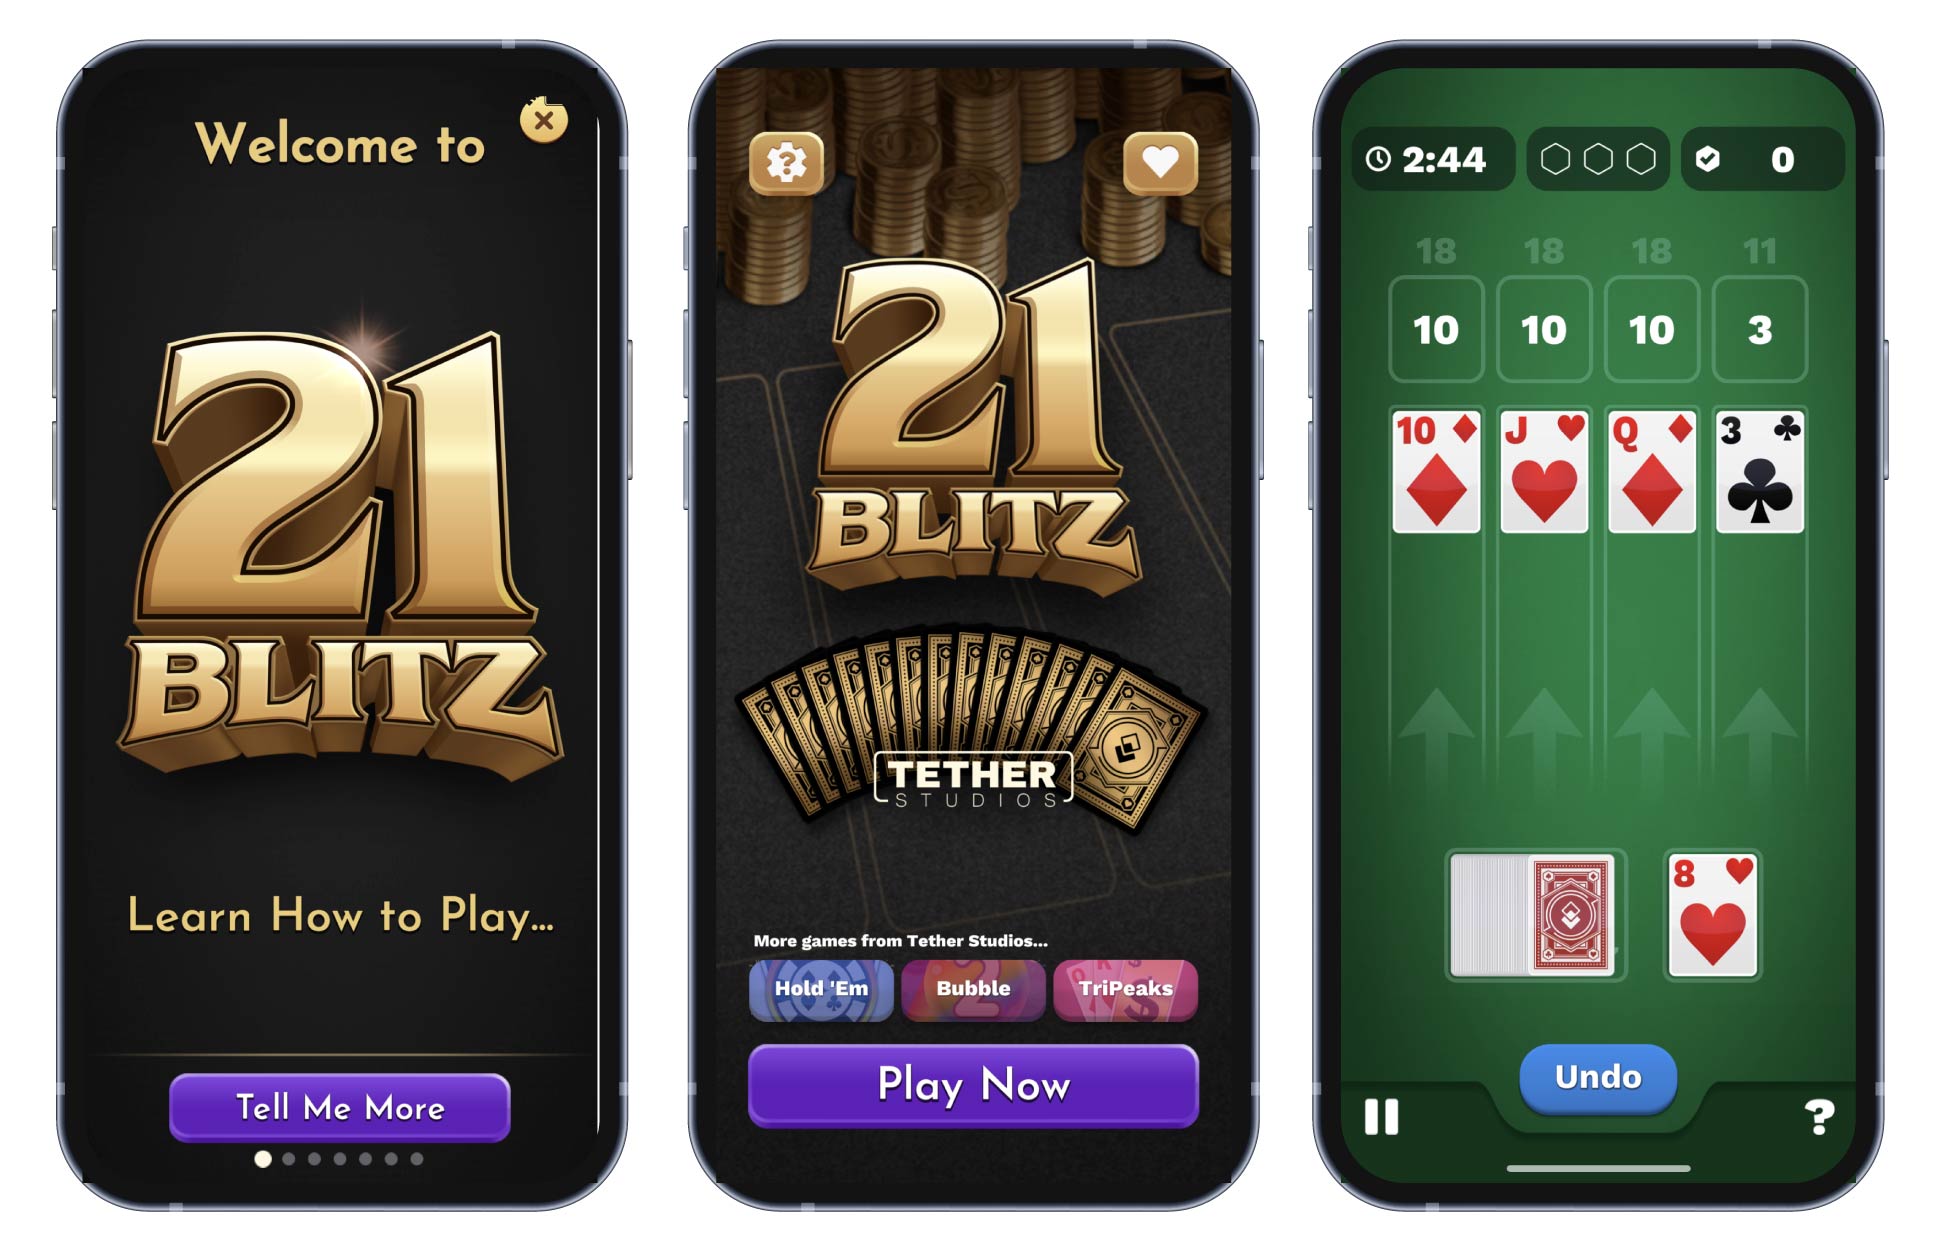 Welcome to
21
BLITZ
Learn How to Play...
Tell Me More
21
BLITZ
TETHER
STUDIOS
More games from Tether Studios...
Hold 'Em
Bubble
TriPeaks
Play Now
2:44
0
18 18 18 11
10 10 10 3
10 J Q 3
8
Undo
?